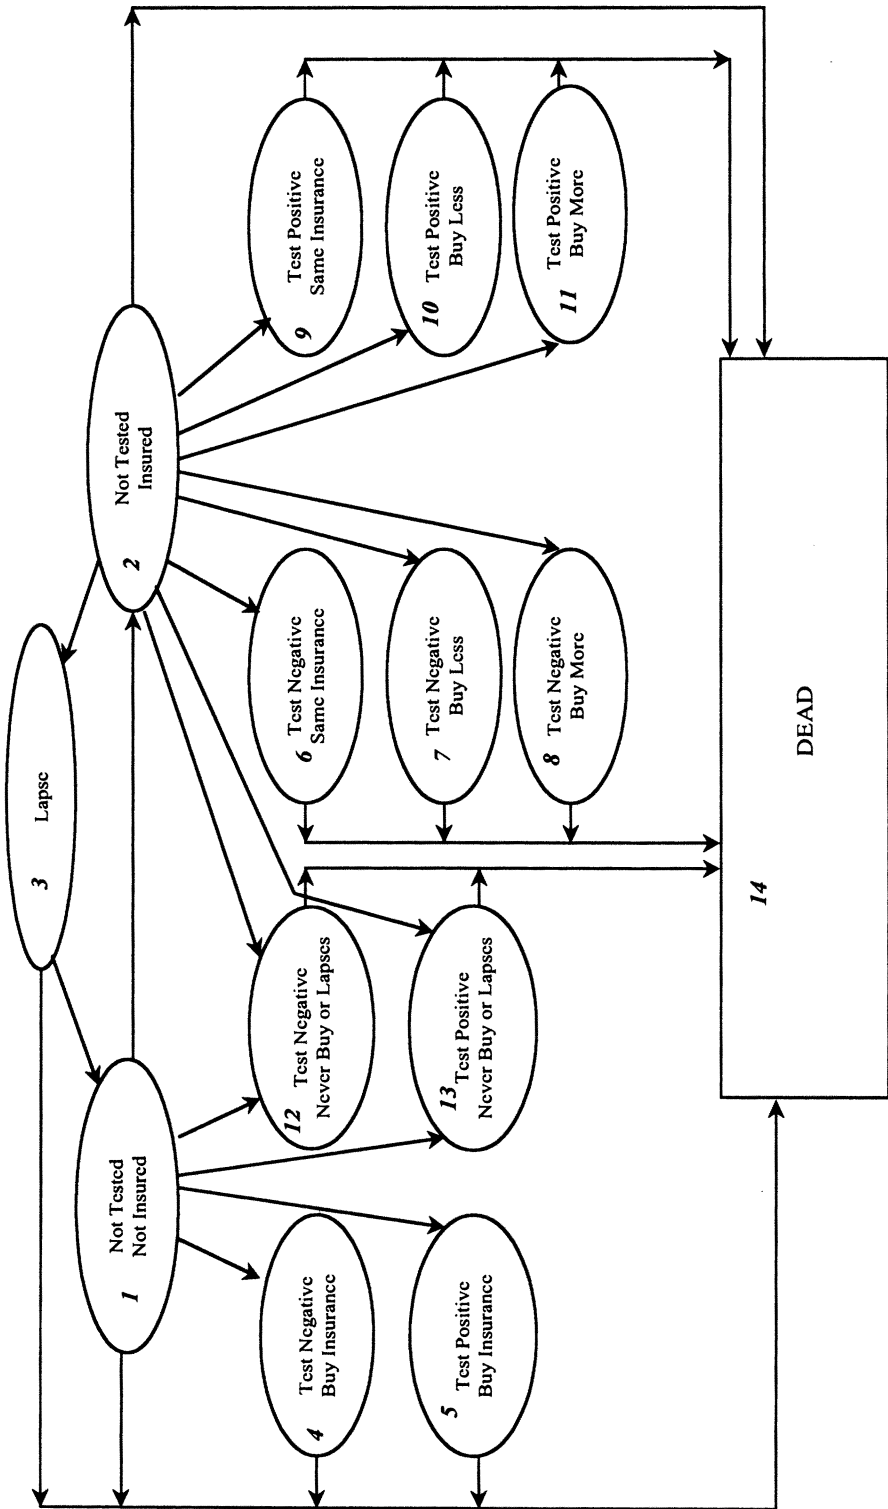 3
Lapse
1
Not Tested
Not Insured
2
Not Tested
Insured
4
Test Negative
Buy Insurance
12
Test Negative
Never Buy or Lapses
6
Test Negative
Same Insurance
9
Test Positive
Same Insurance
5
Test Positive
Buy Insurance
13
Test Positive
Never Buy or Lapses
7
Test Negative
Buy Less
10
Test Positive
Buy Less
8
Test Negative
Buy More
11
Test Positive
Buy More
14
DEAD